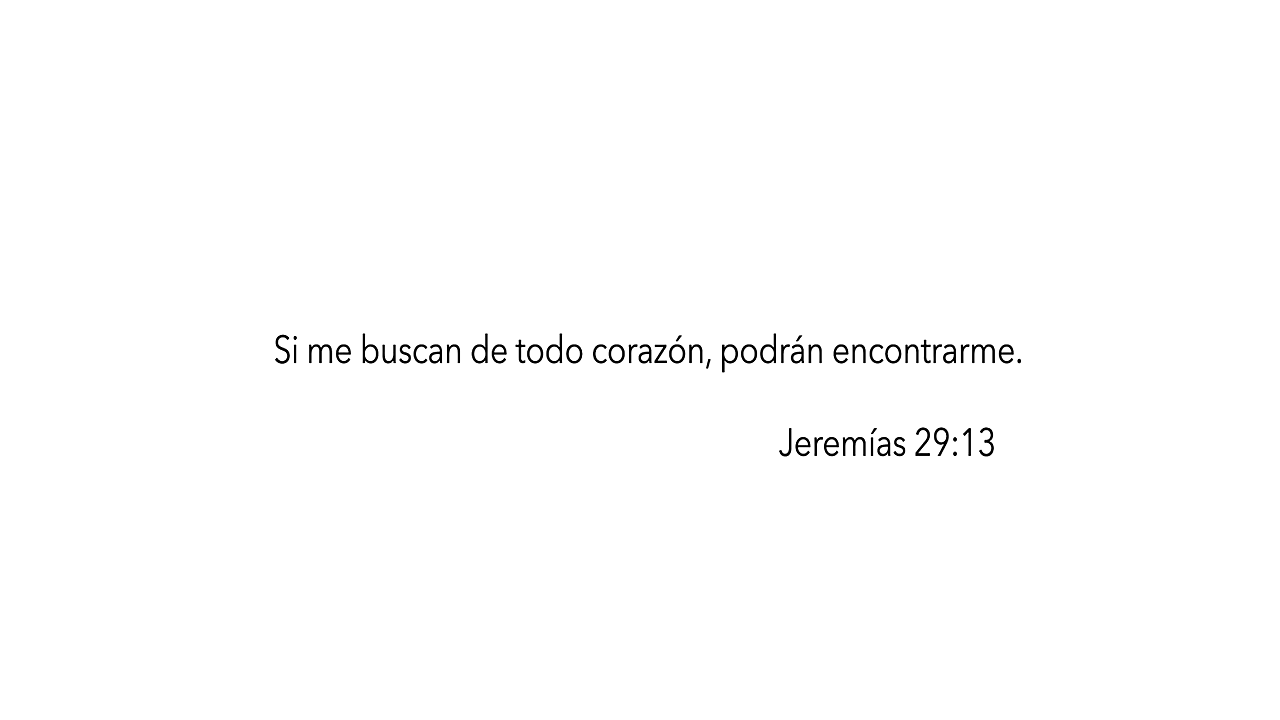 Si me buscan de todo corazón, podrán encontrarme.
Jeremías 29:13